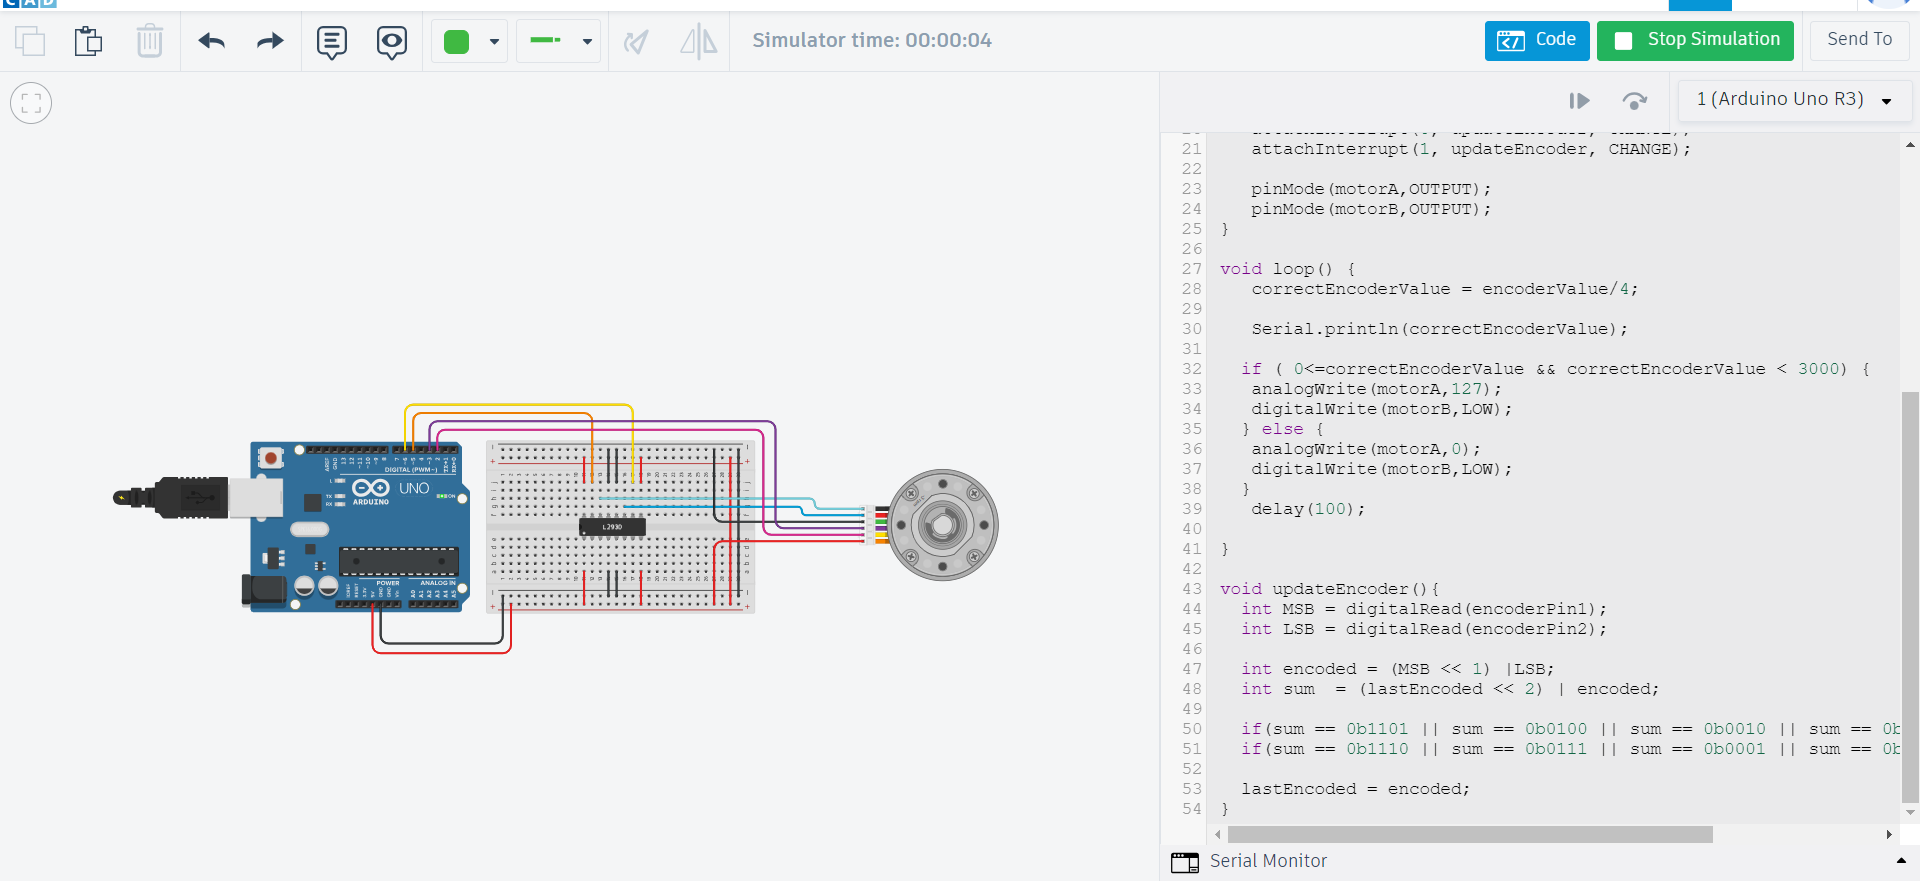 CAD
Simulator time: 00:00:04
Code
Stop Simulation
Send To
1 (Arduino Uno R3)
21 attachInterrupt(1, updateEncoder, CHANGE);
22
23 pinMode(motorA,OUTPUT);
24 pinMode(motorB,OUTPUT);
25 }
26
27 void loop() {
28 correctEncoderValue = encoderValue/4;
29
30 Serial.println(correctEncoderValue);
31
32 if ( 0<=correctEncoderValue && correctEncoderValue < 3000) {
33 analogWrite(motorA,127);
34 digitalWrite(motorB,LOW);
35 } else {
36 analogWrite(motorA,0);
37 digitalWrite(motorB,LOW);
38 }
39 delay(100);
40
41 }
42
43 void updateEncoder(){
44 int MSB = digitalRead(encoderPin1);
45 int LSB = digitalRead(encoderPin2);
46
47 int encoded = (MSB << 1) |LSB;
48 int sum  = (lastEncoded << 2) | encoded;
49
50 if(sum == 0b1101 || sum == 0b0100 || sum == 0b0010 || sum == 0b
51 if(sum == 0b1110 || sum == 0b0111 || sum == 0b0001 || sum == 0b
52
53 lastEncoded = encoded;
54 }
Serial Monitor
DIGITAL (PWM~)
UNO
ARDUINO
ON
TX
RX
L
L293D
POWER
ANALOG IN